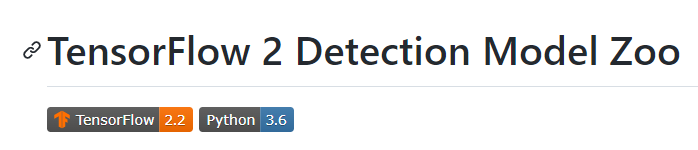 TensorFlow 2 Detection Model Zoo
TensorFlow 2.2 Python 3.6